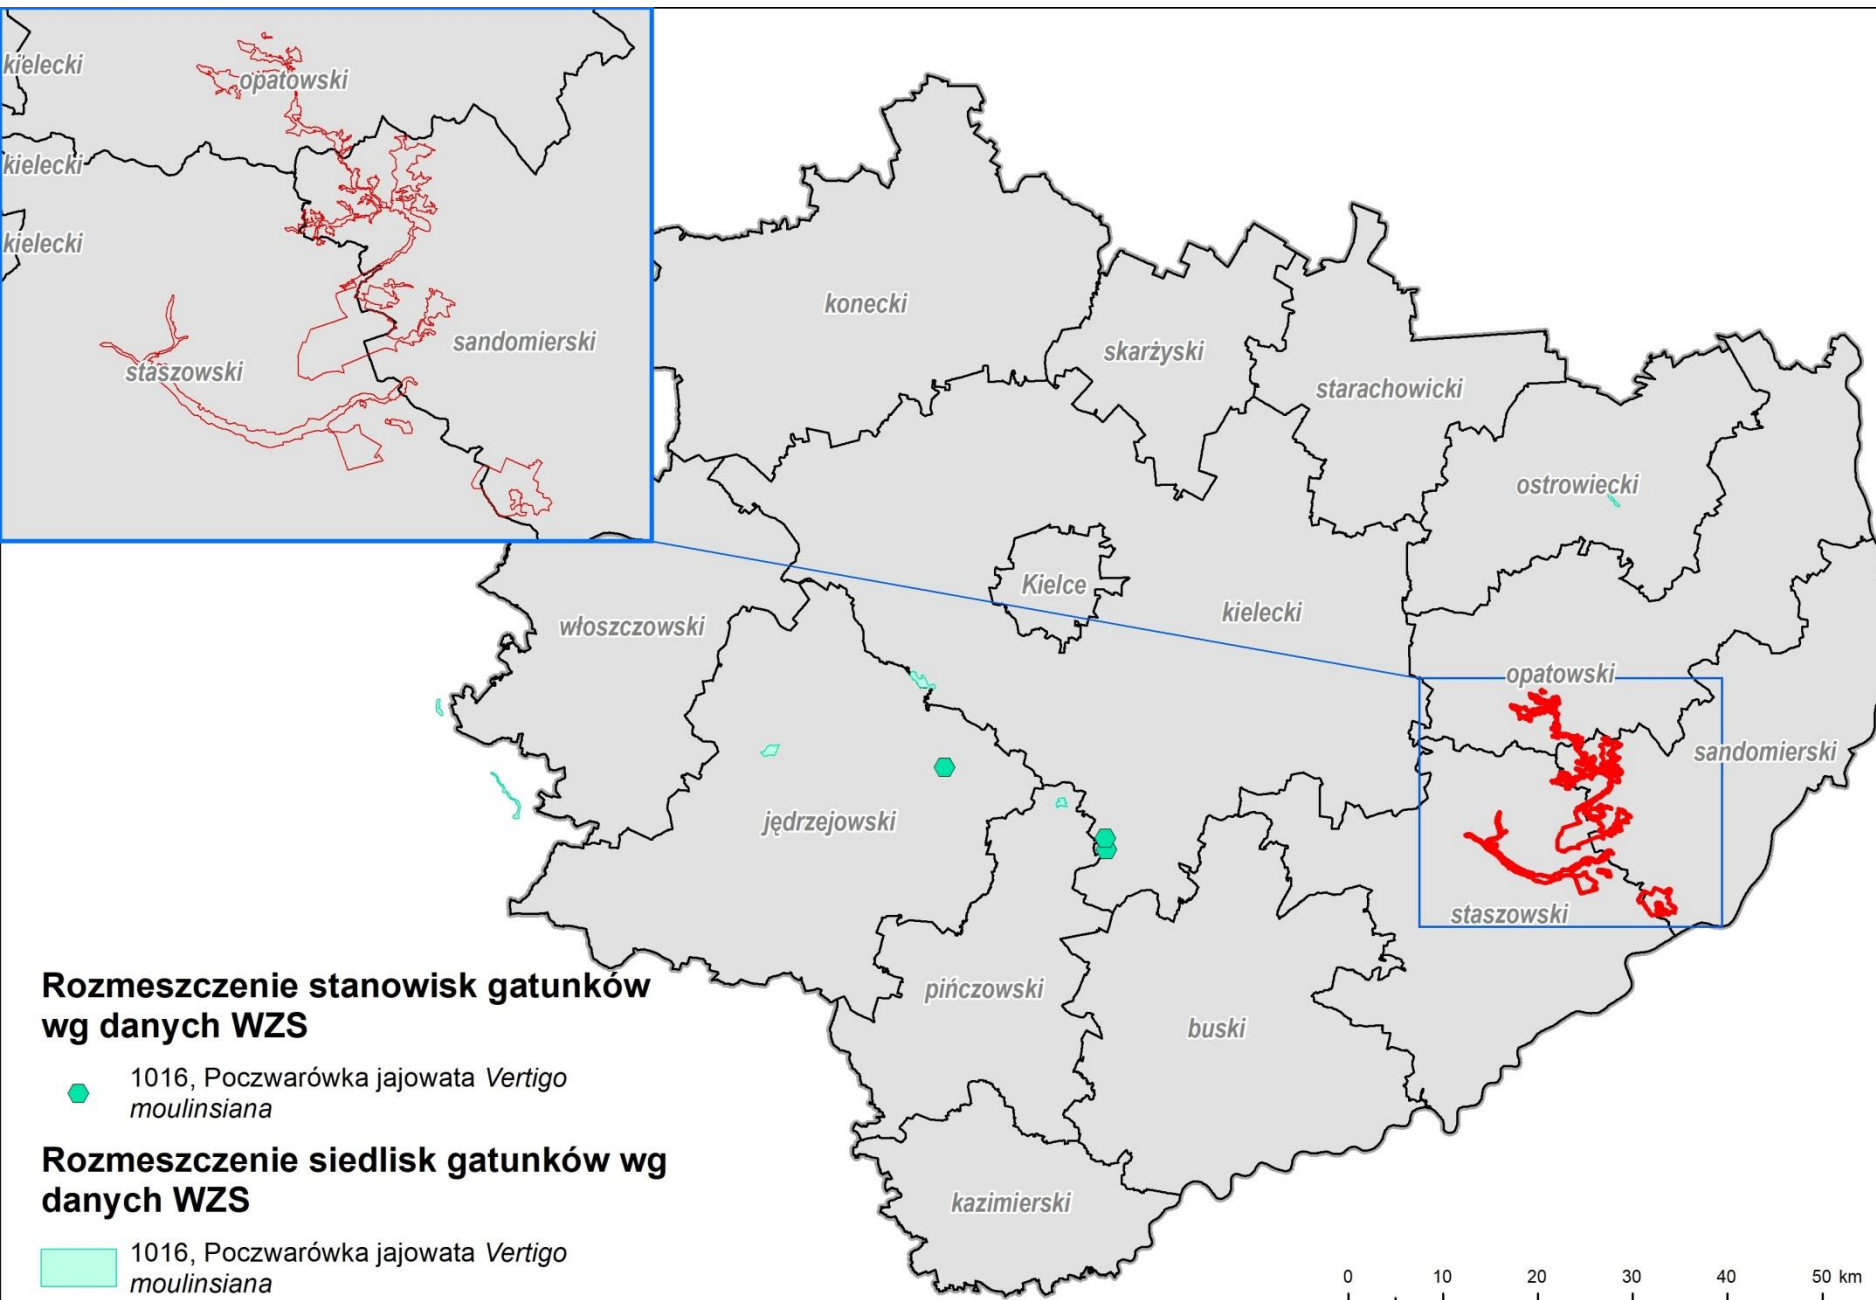 kielecki
opatowski
kielecki
kielecki
sandomierski
staszowski
konecki
skarżyski
starachowicki
ostrowiecki
Kielce
kielecki
włoszczowski
opatowski
sandomierski
jędrzejowski
staszowski
pińczowski
buski
kazimierski
Rozmeszczenie stanowisk gatunków
wg danych WZS
1016, Poczwarówka jajowata Vertigo
moulinsiana
Rozmeszczenie siedlisk gatunków wg
danych WZS
1016, Poczwarówka jajowata Vertigo
moulinsiana
0 10 20 30 40 50 km